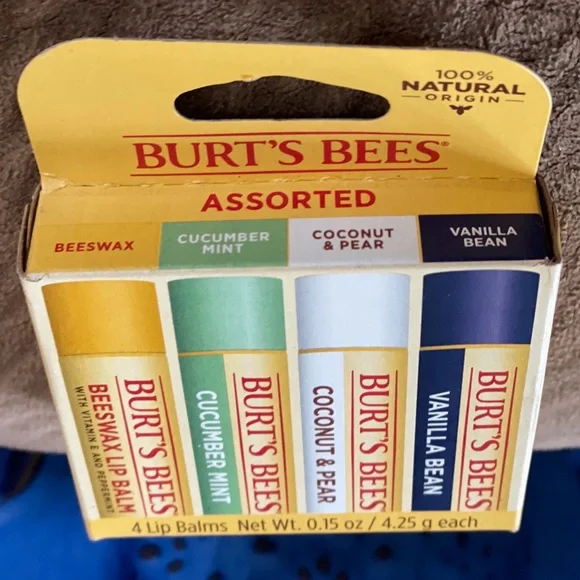 100%
NATURAL
ORIGIN
BURT'S BEES®
ASSORTED
BEESWAX
CUCUMBER
MINT
COCONUT
& PEAR
VANILLA
BEAN
BURT'S BEES
BEESWAX LIP BALM
WITH VITAMIN E AND PEPPERMINT
BURT'S BEES
CUCUMBER MINT
BURT'S BEES
COCONUT & PEAR
BURT'S BEES
VANILLA BEAN
4 Lip Balms Net Wt. 0.15 oz / 4.25 g each